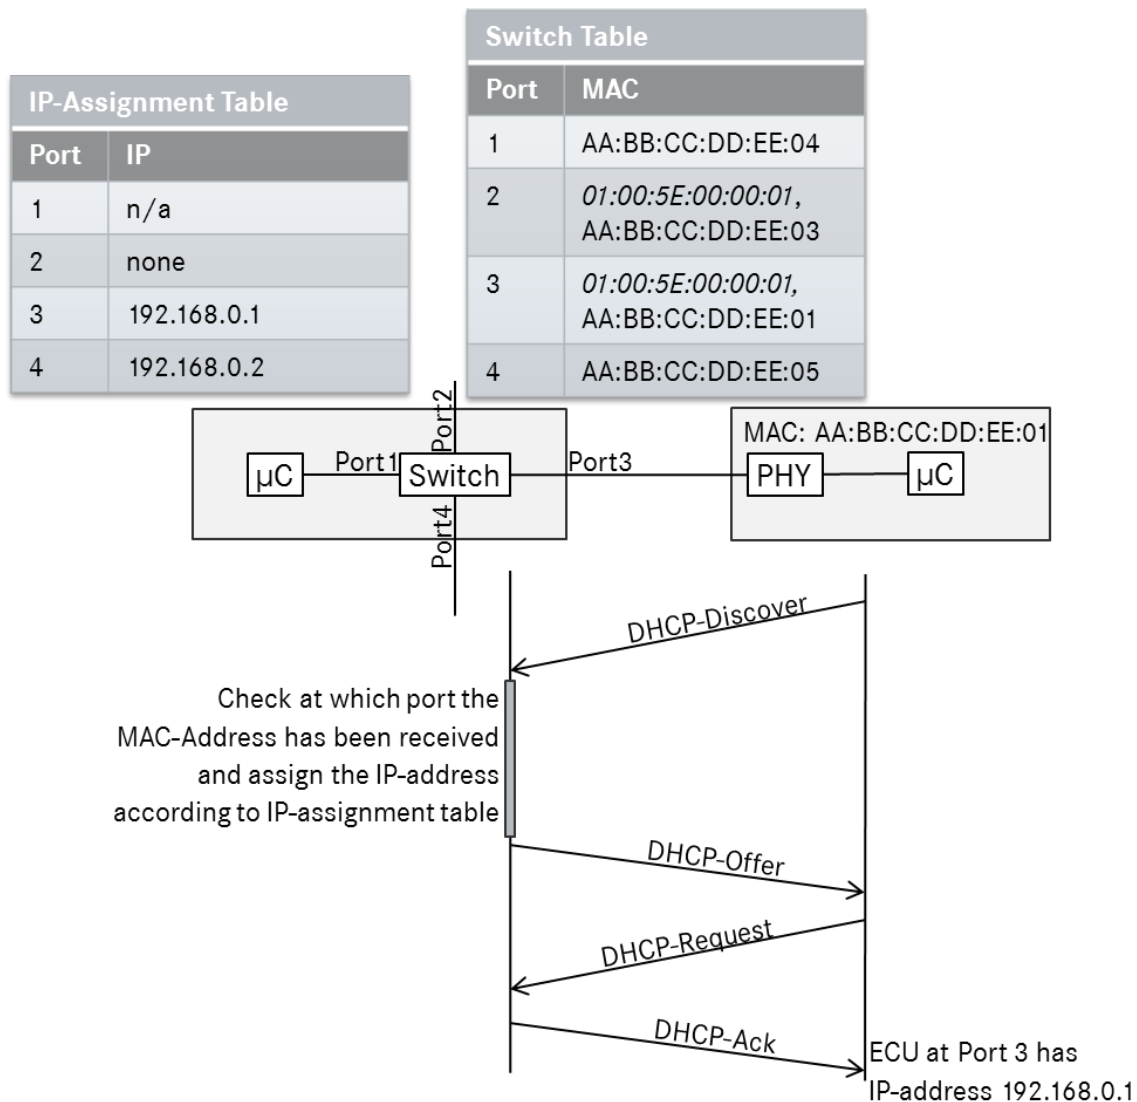 Switch Table
Port MAC
1 AA:BB:CC:DD:EE:04
2 01:00:5E:00:00:01,
AA:BB:CC:DD:EE:03
3 01:00:5E:00:00:01,
AA:BB:CC:DD:EE:01
4 AA:BB:CC:DD:EE:05
IP-Assignment Table
Port IP
1 n/a
2 none
3 192.168.0.1
4 192.168.0.2
Port2
MAC: AA:BB:CC:DD:EE:01
µC
Port1
Switch
Port3
PHY
µC
Port4
DHCP-Discover
Check at which port the
MAC-Address has been received
and assign the IP-address
according to IP-assignment table
DHCP-Offer
DHCP-Request
DHCP-Ack
ECU at Port 3 has
IP-address 192.168.0.1